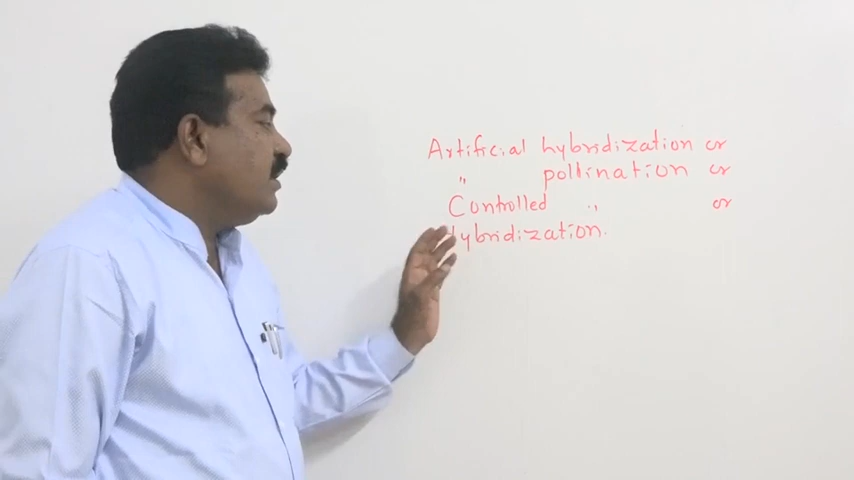 Artificial hybridization or
" pollination or
Controlled " or
Hybridization.